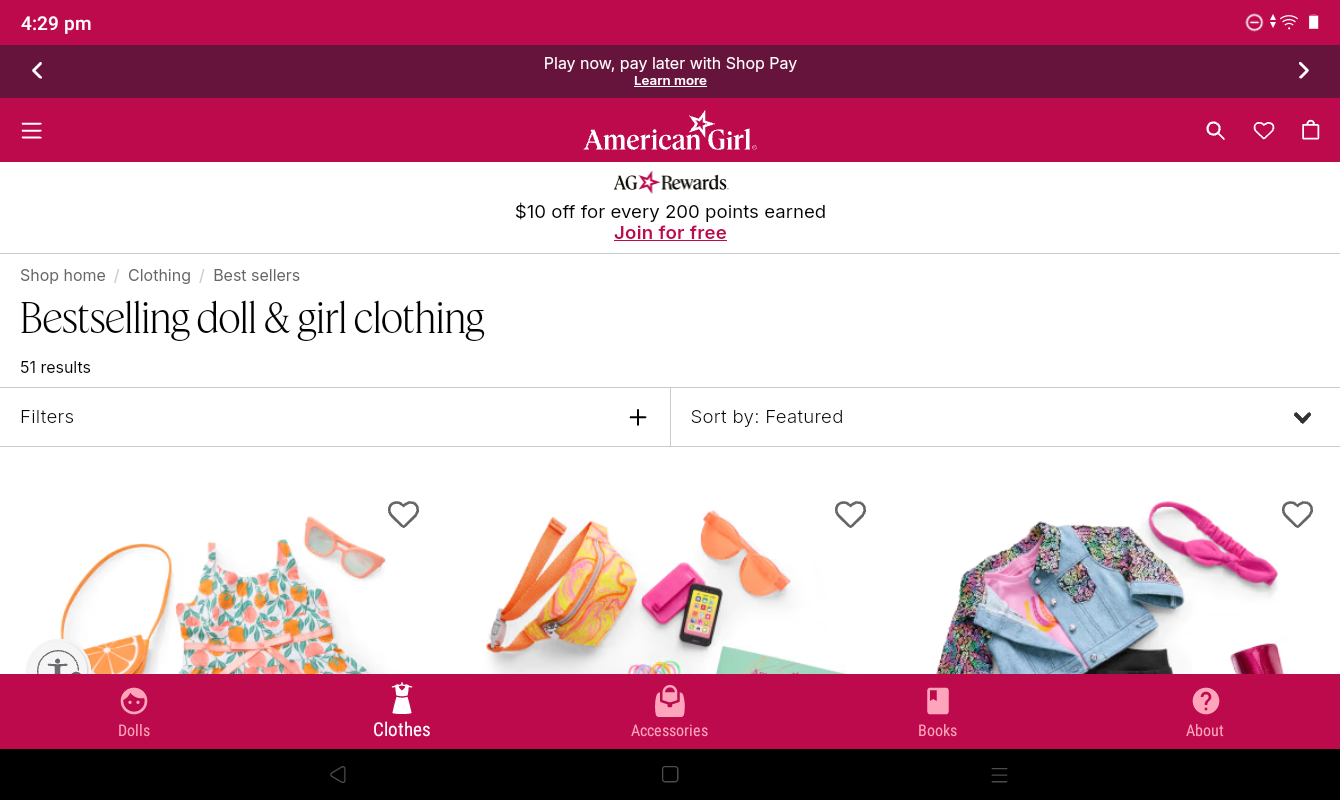 4:29 pm
Play now, pay later with Shop Pay
Learn more
American Girl
AG Rewards
$10 off for every 200 points earned
Join for free
Shop home / Clothing / Best sellers
Bestselling doll & girl clothing
51 results
Filters
Sort by: Featured
Dolls
Clothes
Accessories
Books
About